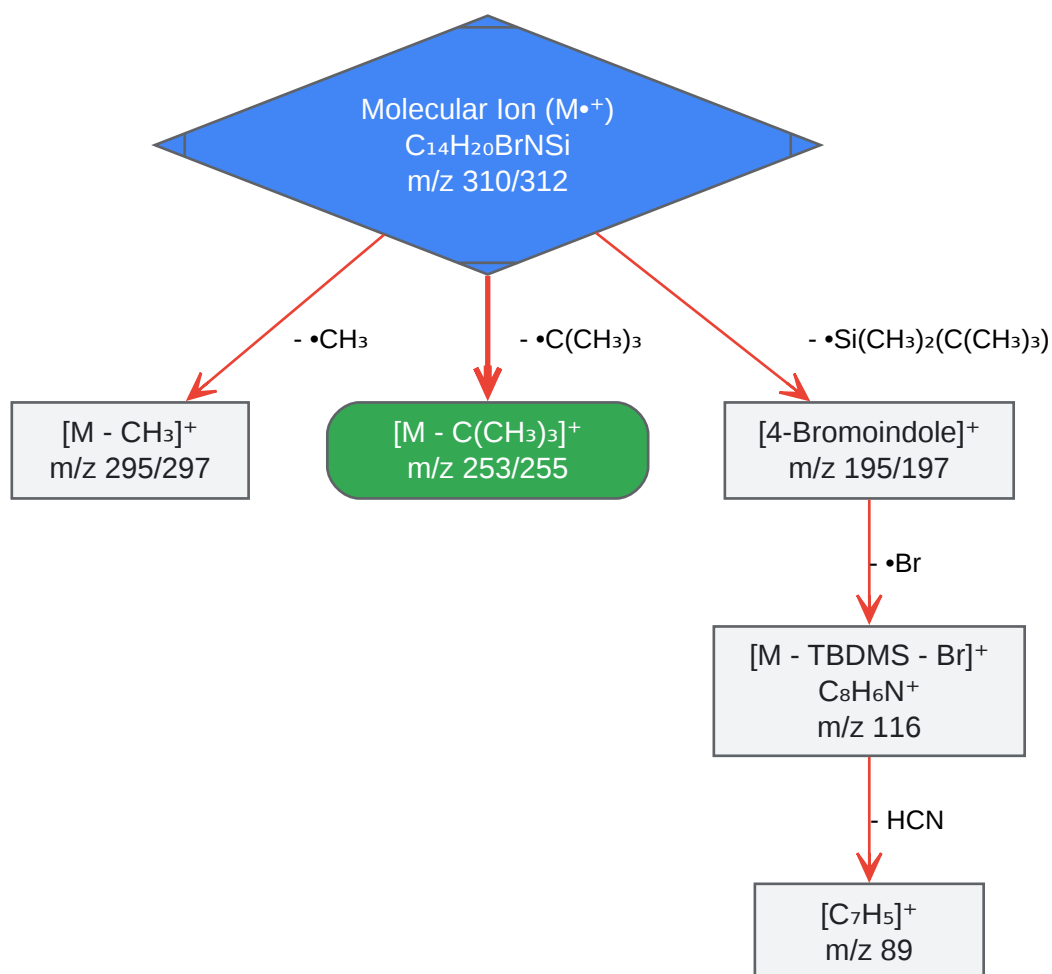 Molecular Ion (M•⁺)
C₁₄H₂₀BrNSi
m/z 310/312
- •CH₃
- •C(CH₃)₃
- •Si(CH₃)₂(C(CH₃)₃)
[M - CH₃]⁺
m/z 295/297
[M - C(CH₃)₃]⁺
m/z 253/255
[4-Bromoindole]⁺
m/z 195/197
- •Br
[M - TBDMS - Br]⁺
C₈H₆N⁺
m/z 116
- HCN
[C₇H₅]⁺
m/z 89